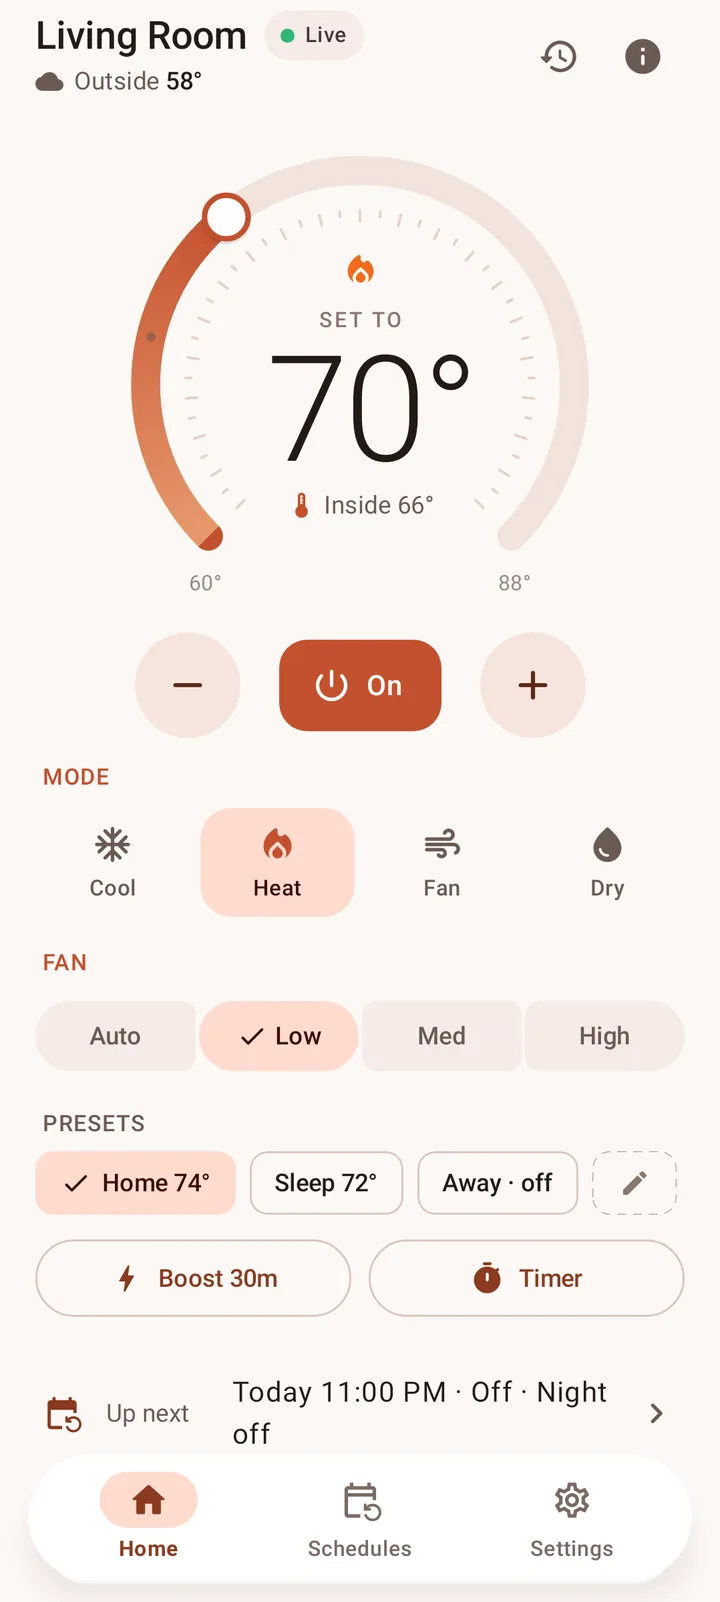 Living Room
Live
Outside 58°
SET TO
70°
Inside 66°
60°
88°
On
MODE
Cool
Heat
Fan
Dry
FAN
Auto
Low
Med
High
PRESETS
Home 74°
Sleep 72°
Away · off
Boost 30m
Timer
Up next
Today 11:00 PM · Off · Night
off
Home
Schedules
Settings